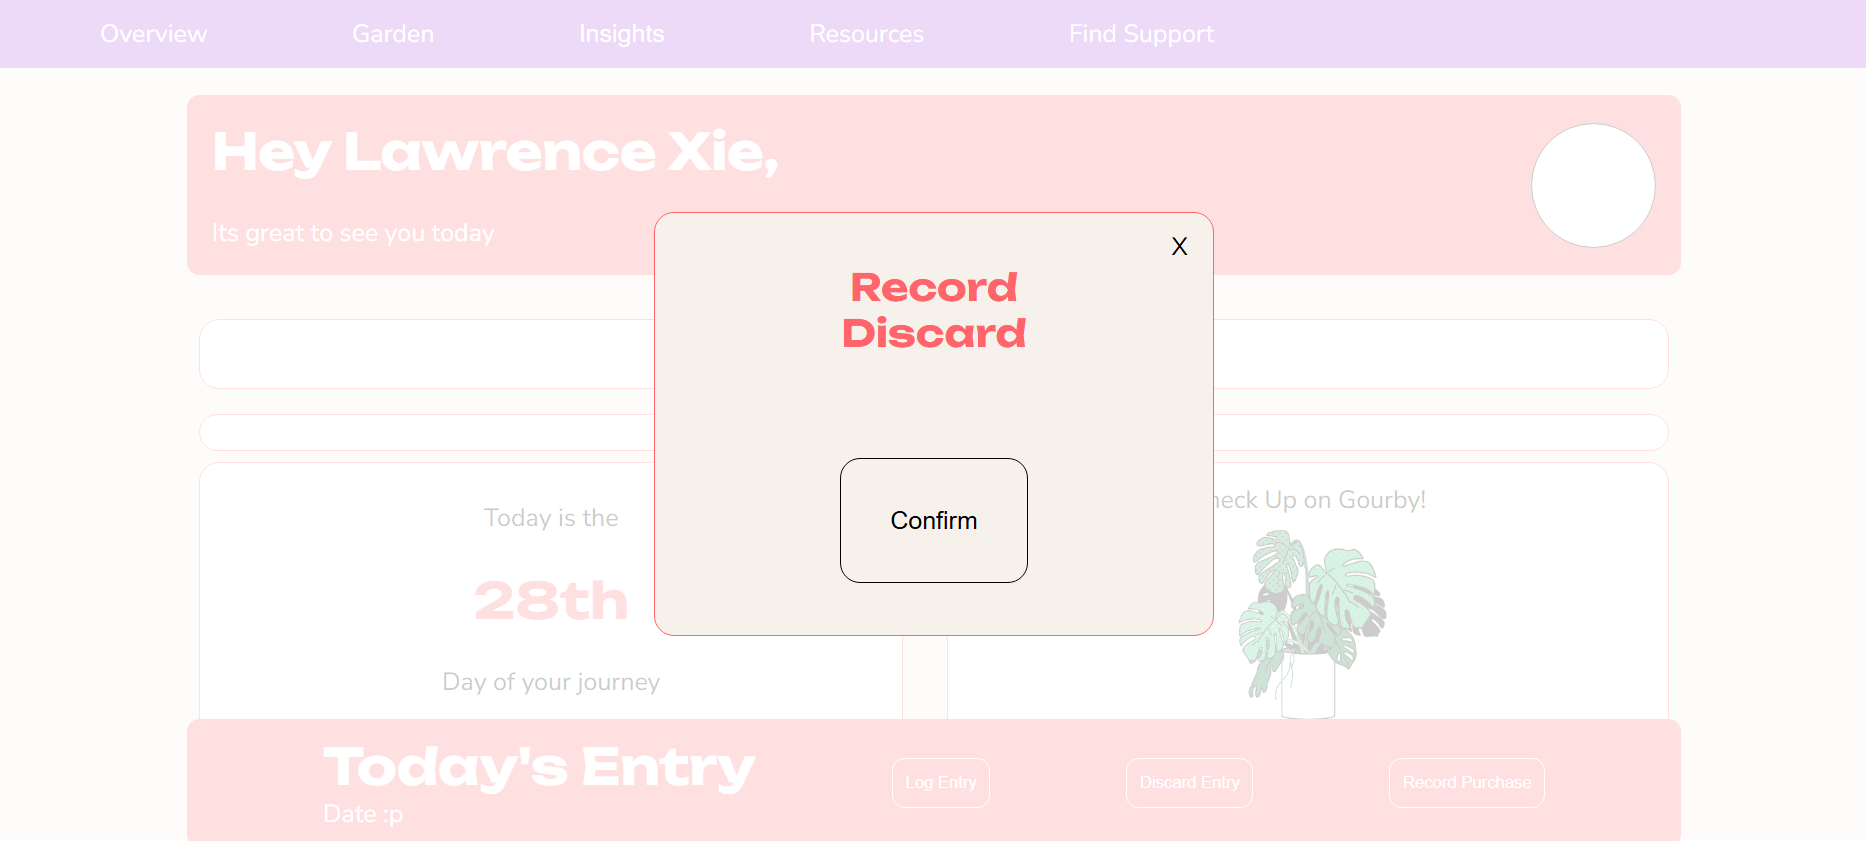 Overview Garden Insights Resources Find Support
Hey Lawrence Xie,
Its great to see you today
X
Record
Discard
Confirm
Today is the
28th
Day of your journey
heck Up on Gourby!
Today's Entry
Date :p
Log Entry Discard Entry Record Purchase